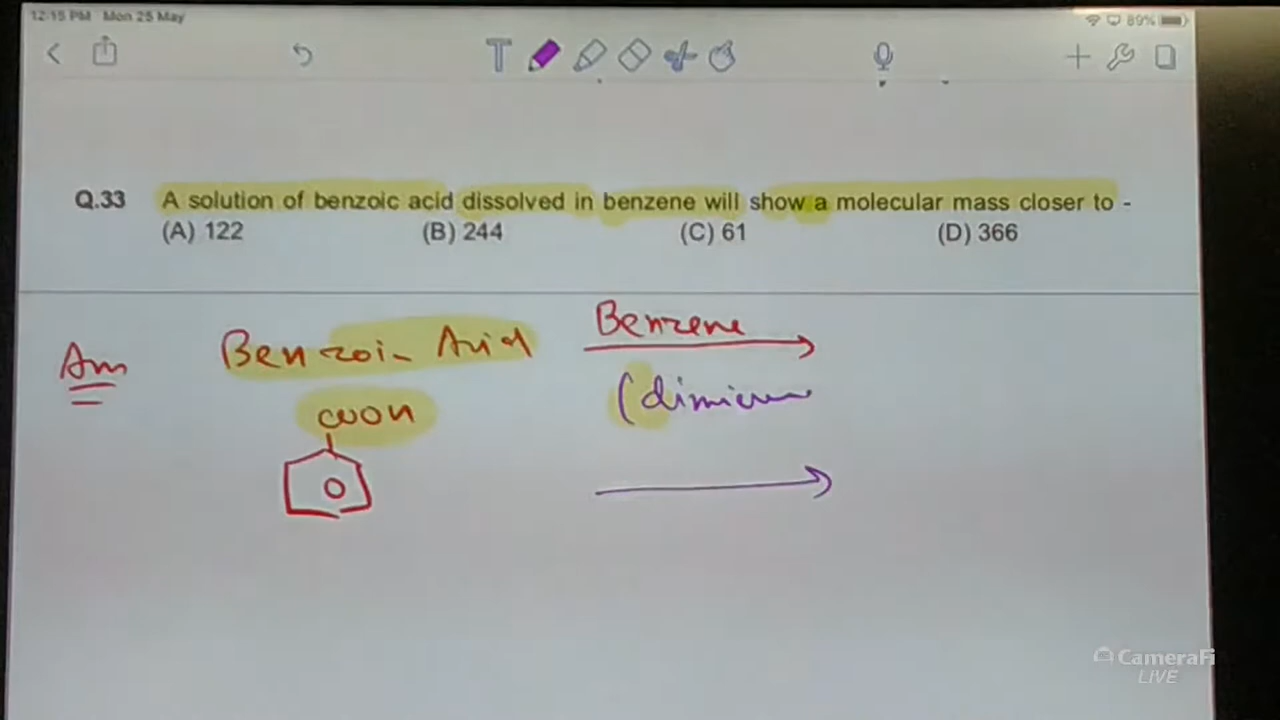 12:15 PM Mon 25 May
89%
T
Q.33 A solution of benzoic acid dissolved in benzene will show a molecular mass closer to -
(A) 122 (B) 244 (C) 61 (D) 366
Benzene
Ans Benzoic Acid
(dimer
COOH
CameraFi
LIVE